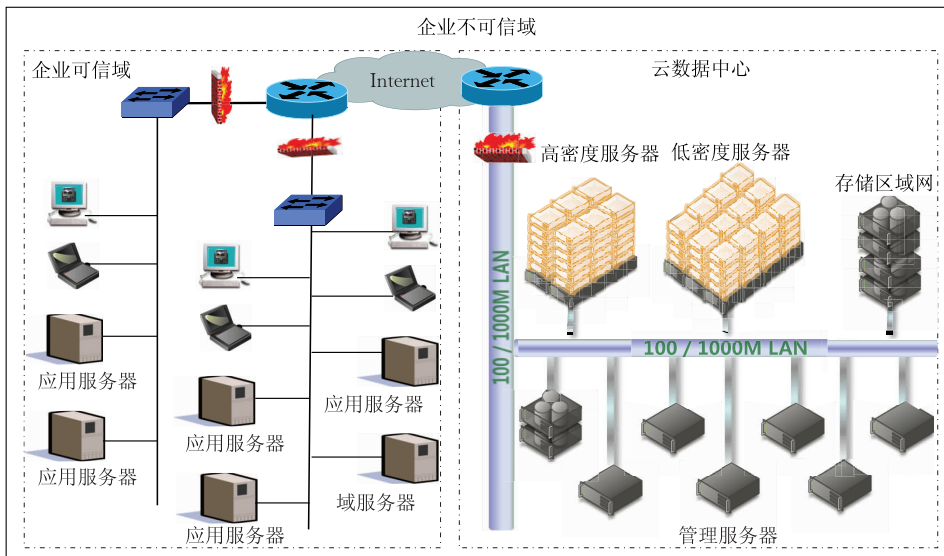 企业不可信域
企业可信域
Internet
云数据中心
高密度服务器
低密度服务器
存储区域网
100 / 1000M LAN
100 / 1000M LAN
应用服务器
应用服务器
应用服务器
应用服务器
应用服务器
域服务器
管理服务器